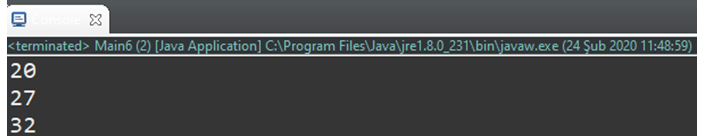 Console
<terminated> Main6 (2) [Java Application] C:\Program Files\Java\jre1.8.0_231\bin\javaw.exe (24 Şub 2020 11:48:59)
20
27
32